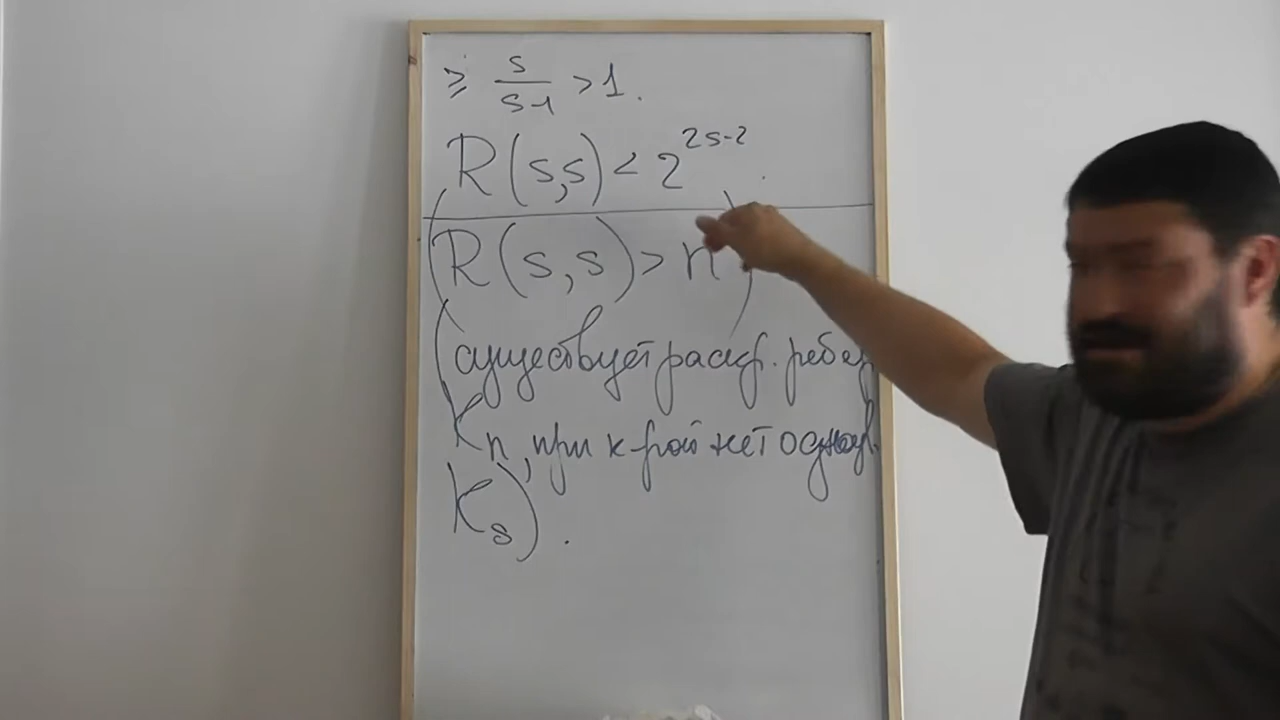 ≥ s/(s-1) > 1.
R(s,s) < 2^{2s-2}.
(R(s,s) > n)
(существует раскр. ребер
K_n, при к-рой нет одноцв.
K_s).